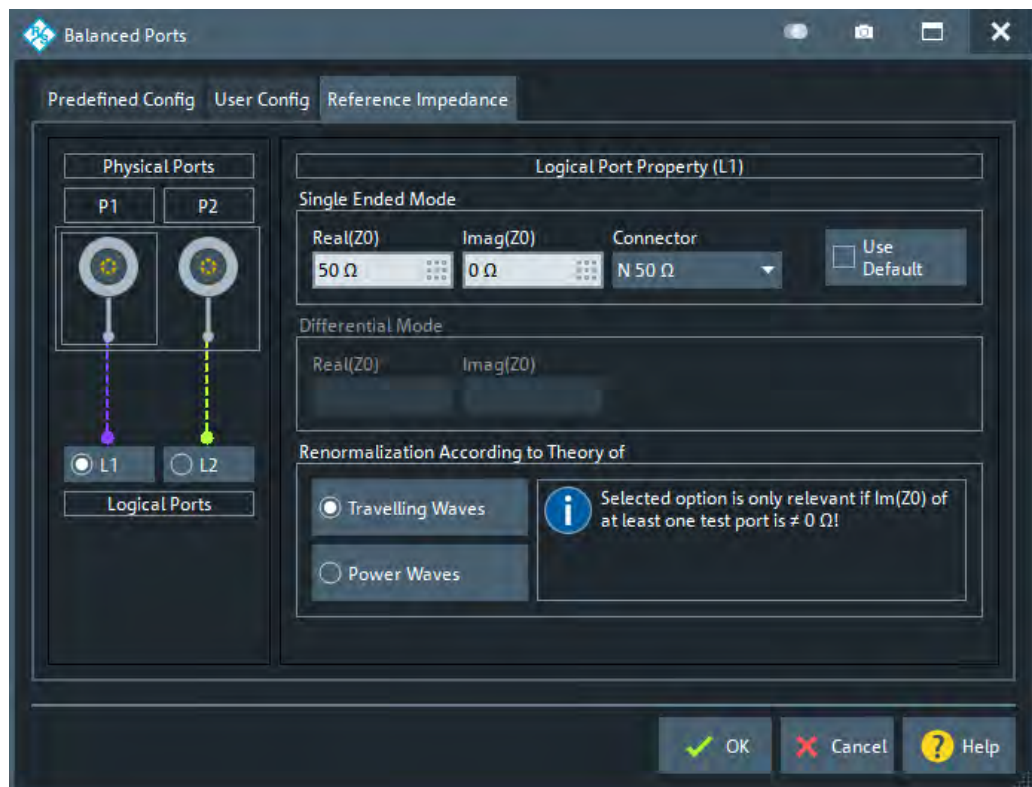 R&S Balanced Ports
Predefined Config User Config Reference Impedance
Physical Ports
P1 P2
L1 L2
Logical Ports
Logical Port Property (L1)
Single Ended Mode
Real(Z0) Imag(Z0) Connector
50 Ω 0 Ω N 50 Ω
Use
Default
Differential Mode
Real(Z0) Imag(Z0)
Renormalization According to Theory of
Travelling Waves
Power Waves
Selected option is only relevant if Im(Z0) of
at least one test port is ≠ 0 Ω!
OK Cancel Help